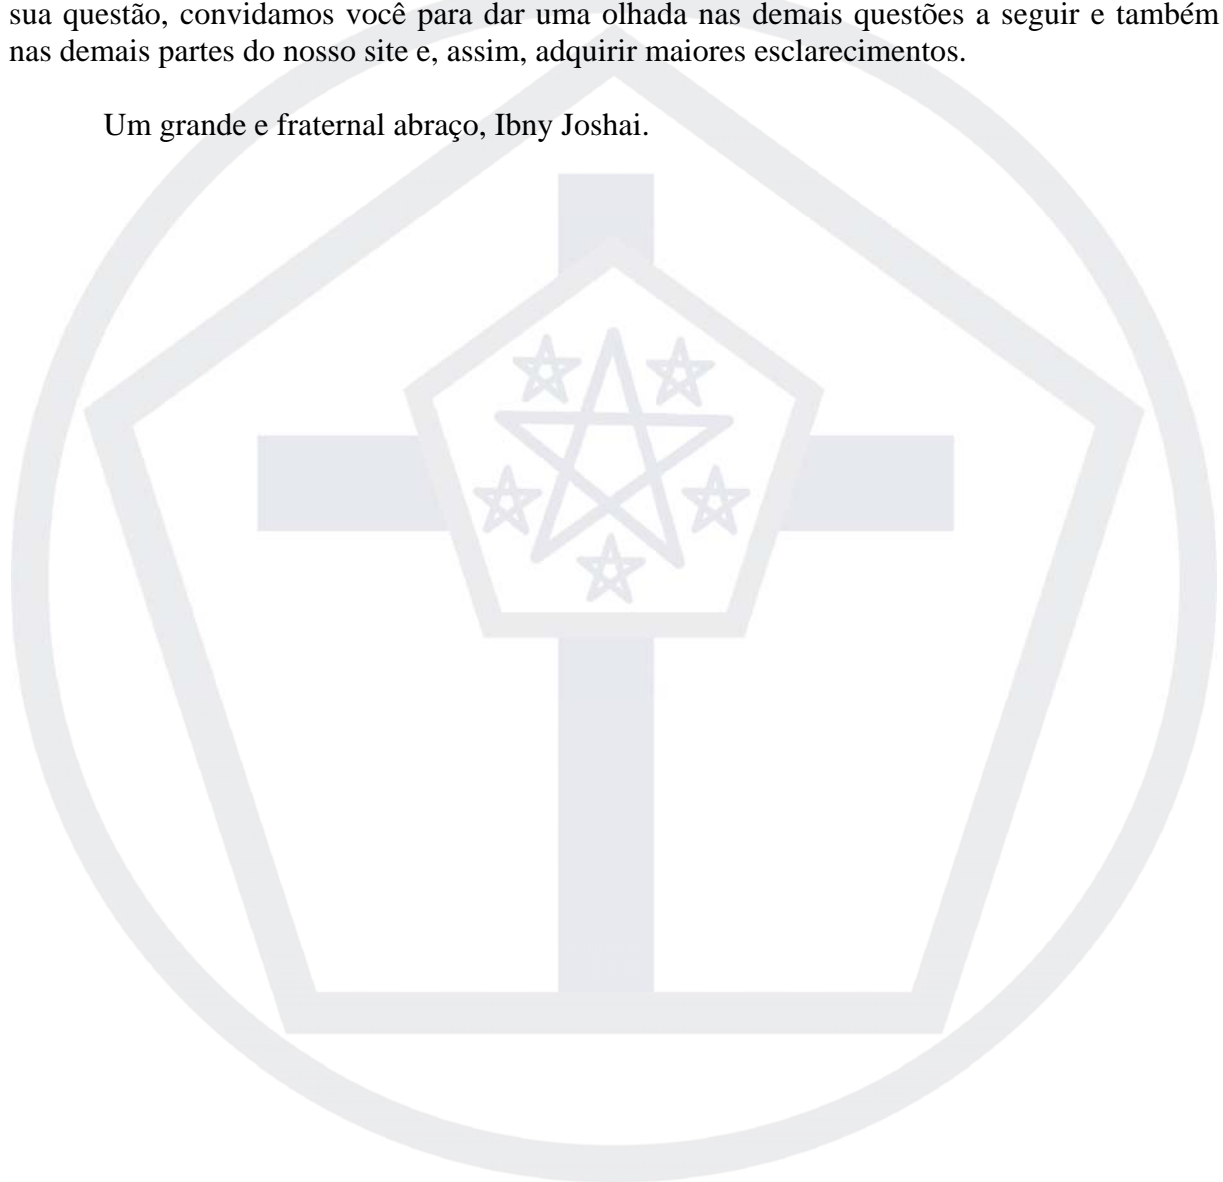 sua questão, convidamos você para dar uma olhada nas demais questões a seguir e também
nas demais partes do nosso site e, assim, adquirir maiores esclarecimentos.
Um grande e fraternal abraço, Ibny Joshai.